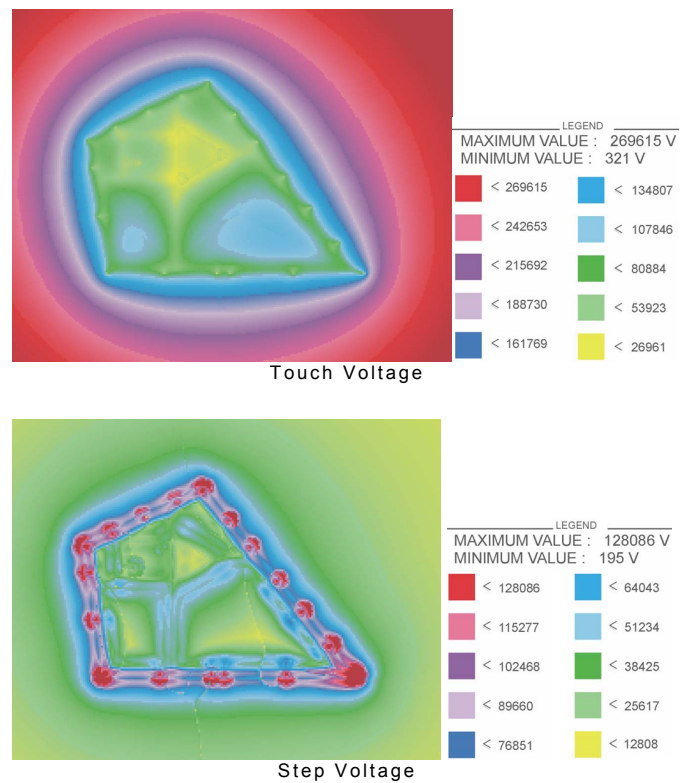 LEGEND
MAXIMUM VALUE : 269615 V
MINIMUM VALUE : 321 V
< 269615 < 134807
< 242653 < 107846
< 215692 < 80884
< 188730 < 53923
< 161769 < 26961
Touch Voltage
LEGEND
MAXIMUM VALUE : 128086 V
MINIMUM VALUE : 195 V
< 128086 < 64043
< 115277 < 51234
< 102468 < 38425
< 89660 < 25617
< 76851 < 12808
Step Voltage